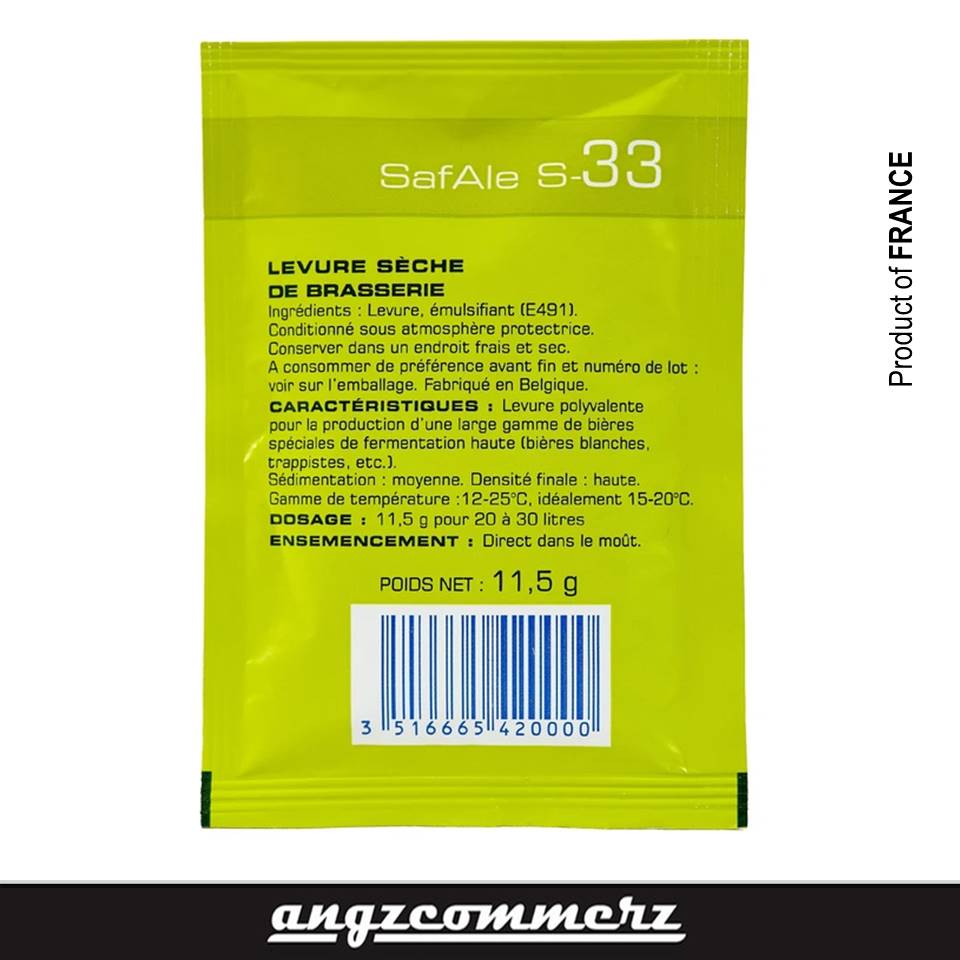 SafAle S-33
Product of FRANCE
LEVURE SÈCHE
DE BRASSERIE
Ingrédients : Levure, émulsifiant (E491).
Conditionné sous atmosphère protectrice.
Conserver dans un endroit frais et sec.
A consommer de préférence avant fin et numéro de lot :
voir sur l'emballage. Fabriqué en Belgique.
CARACTÉRISTIQUES : Levure polyvalente
pour la production d'une large gamme de bières
spéciales de fermentation haute (bières blanches,
trappistes, etc.).
Sédimentation : moyenne. Densité finale : haute.
Gamme de température :12-25°C, idéalement 15-20°C.
DOSAGE : 11,5 g pour 20 à 30 litres
ENSEMENCEMENT : Direct dans le moût.
POIDS NET : 11,5 g
3 516665 420000
angzcommerz